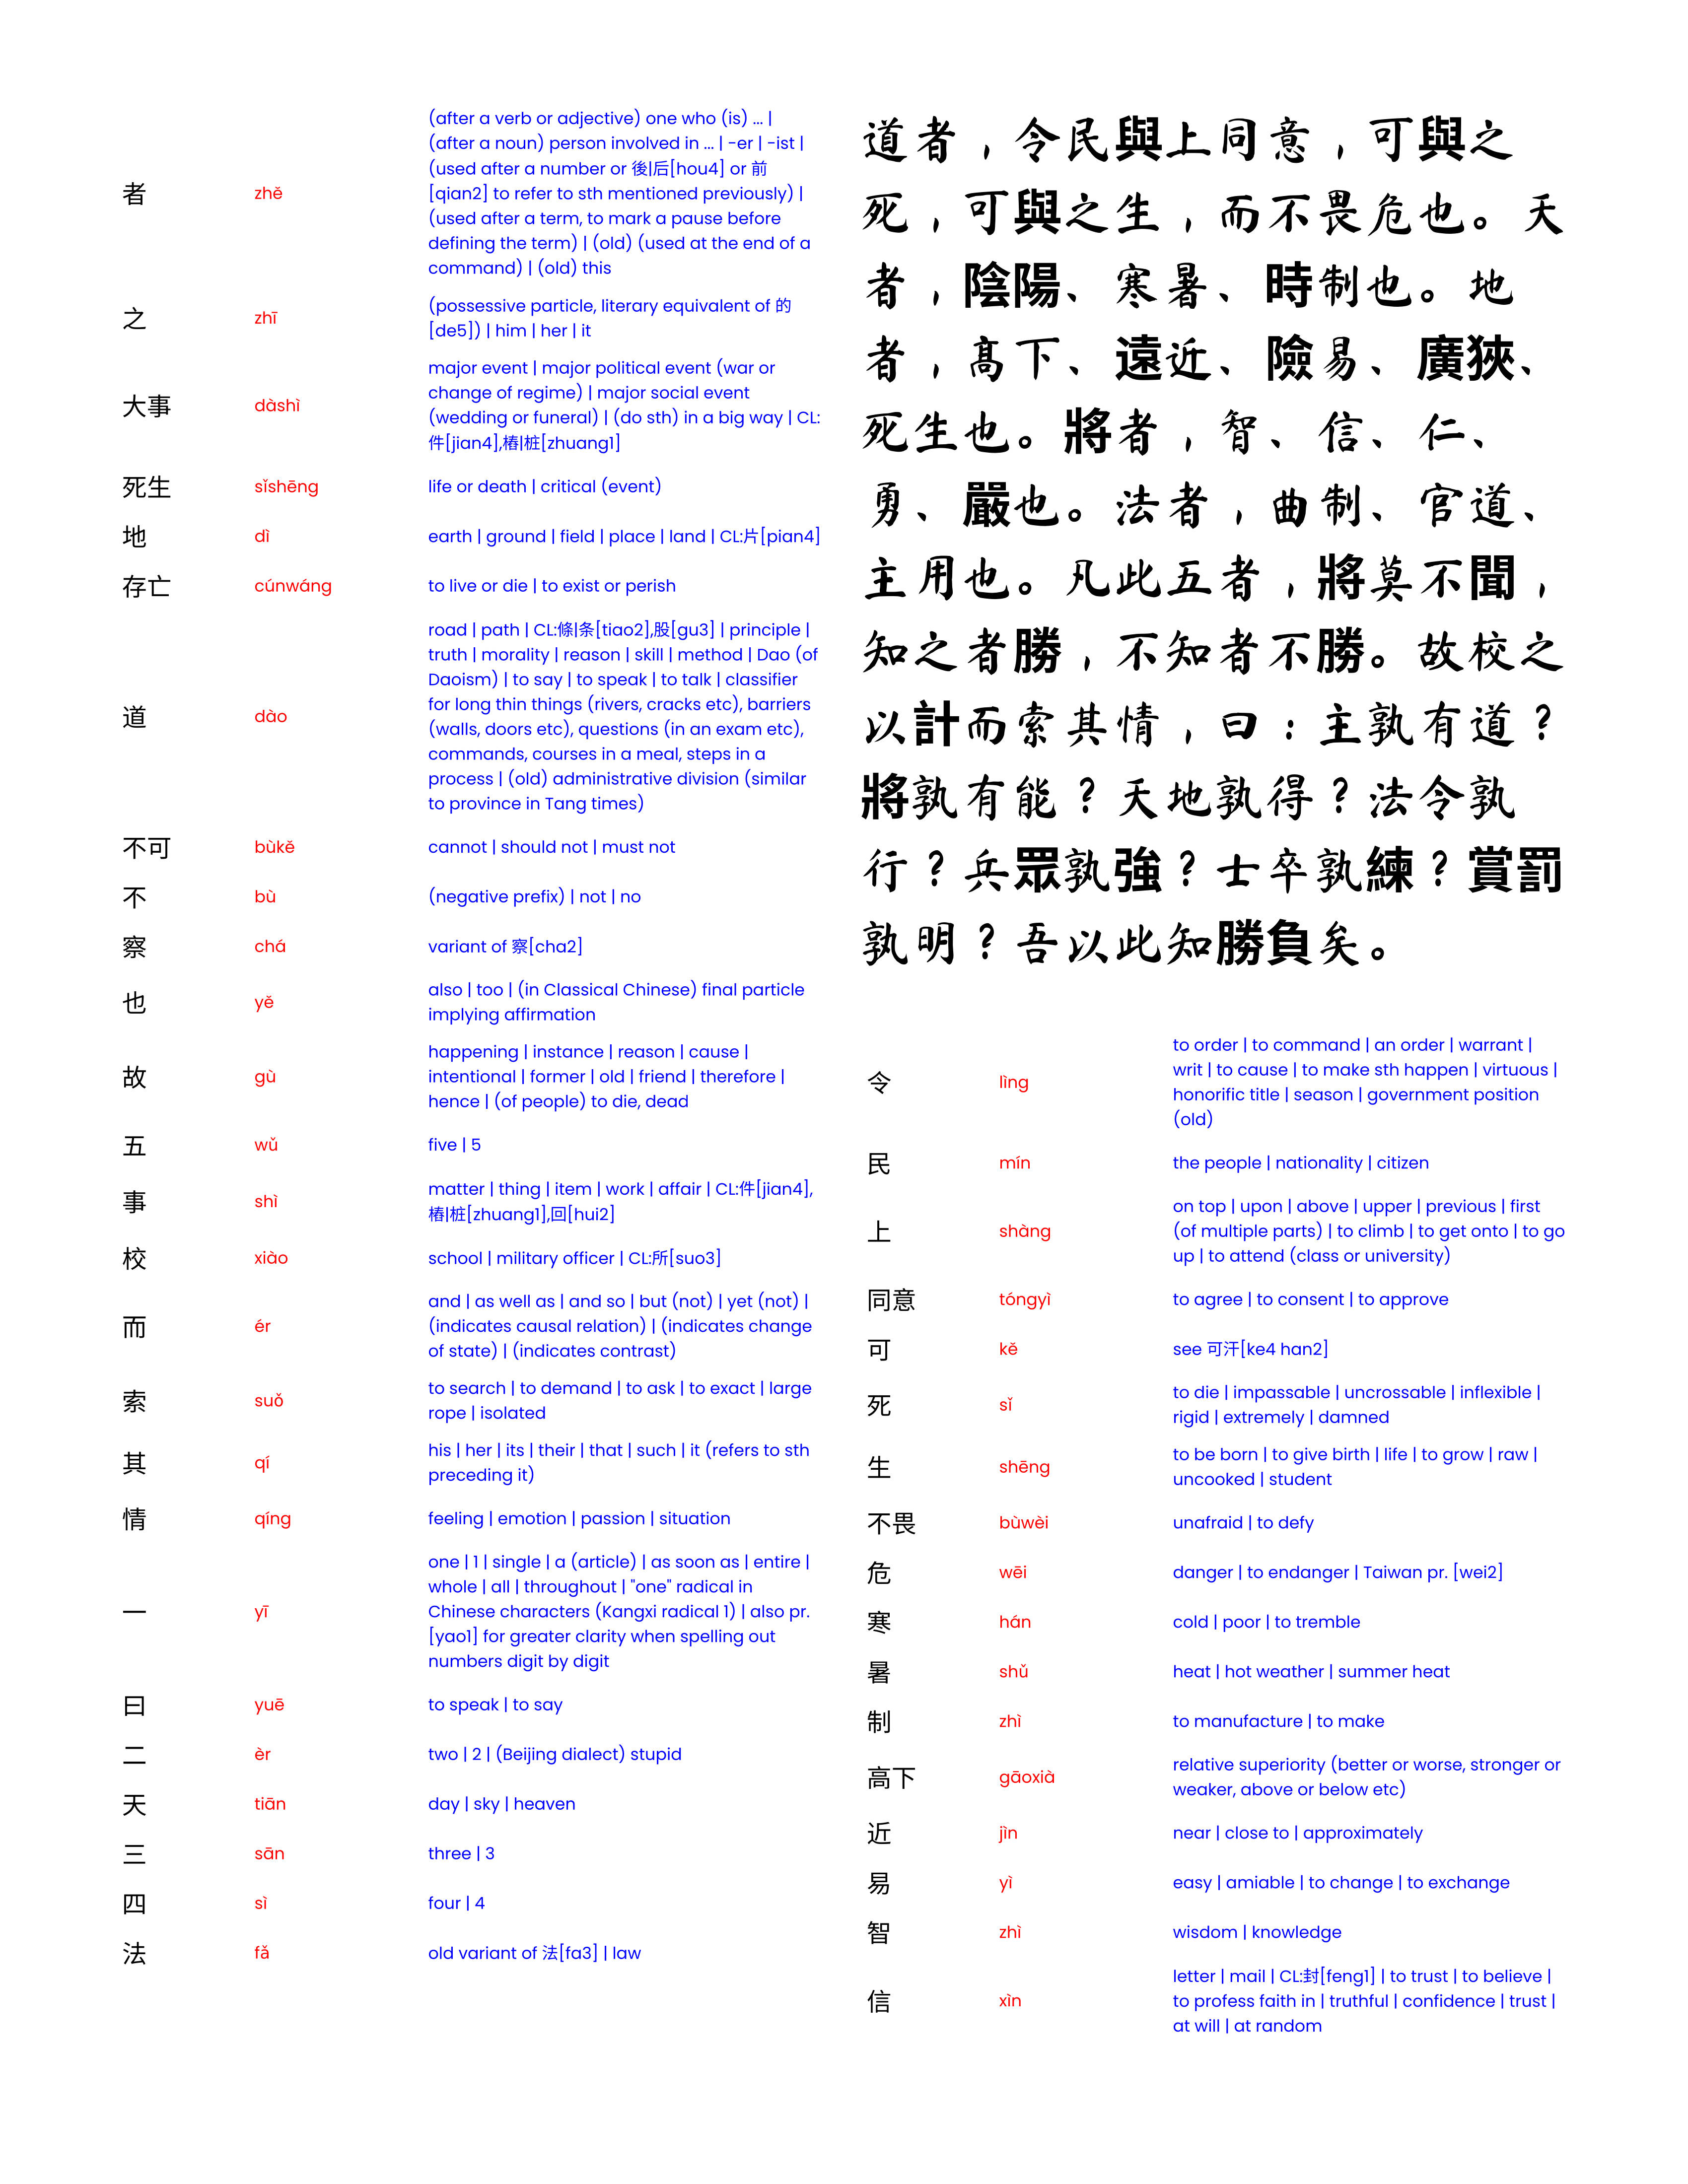 者 zhě (after a verb or adjective) one who (is) ... |
(after a noun) person involved in ... | -er | -ist |
(used after a number or 後|后[hou4] or 前
[qian2] to refer to sth mentioned previously) |
(used after a term, to mark a pause before
defining the term) | (old) (used at the end of a
command) | (old) this
之 zhī (possessive particle, literary equivalent of 的
[de5]) | him | her | it
大事 dàshì major event | major political event (war or
change of regime) | major social event
(wedding or funeral) | (do sth) in a big way | CL:
件[jian4],樁|桩[zhuang1]
死生 sǐshēng life or death | critical (event)
地 dì earth | ground | field | place | land | CL:片[pian4]
存亡 cúnwáng to live or die | to exist or perish
道 dào road | path | CL:條|条[tiao2],股[gu3] | principle |
truth | morality | reason | skill | method | Dao (of
Daoism) | to say | to speak | to talk | classifier
for long thin things (rivers, cracks etc), barriers
(walls, doors etc), questions (in an exam etc),
commands, courses in a meal, steps in a
process | (old) administrative division (similar
to province in Tang times)
不可 bùkě cannot | should not | must not
不 bù (negative prefix) | not | no
察 chá variant of 察[cha2]
也 yě also | too | (in Classical Chinese) final particle
implying affirmation
故 gù happening | instance | reason | cause |
intentional | former | old | friend | therefore |
hence | (of people) to die, dead
五 wǔ five | 5
事 shì matter | thing | item | work | affair | CL:件[jian4],
樁|桩[zhuang1],回[hui2]
校 xiào school | military officer | CL:所[suo3]
而 ér and | as well as | and so | but (not) | yet (not) |
(indicates causal relation) | (indicates change
of state) | (indicates contrast)
索 suǒ to search | to demand | to ask | to exact | large
rope | isolated
其 qí his | her | its | their | that | such | it (refers to sth
preceding it)
情 qíng feeling | emotion | passion | situation
一 yī one | 1 | single | a (article) | as soon as | entire |
whole | all | throughout | "one" radical in
Chinese characters (Kangxi radical 1) | also pr.
[yao1] for greater clarity when spelling out
numbers digit by digit
曰 yuē to speak | to say
二 èr two | 2 | (Beijing dialect) stupid
天 tiān day | sky | heaven
三 sān three | 3
四 sì four | 4
法 fǎ old variant of 法[fa3] | law
道者，令民與上同意，可與之
死，可與之生，而不畏危也。天
者，陰陽、寒暑、時制也。地
者，高下、遠近、險易、廣狹、
死生也。將者，智、信、仁、
勇、嚴也。法者，曲制、官道、
主用也。凡此五者，將莫不聞，
知之者勝，不知者不勝。故校之
以計而索其情，曰：主孰有道？
將孰有能？天地孰得？法令孰
行？兵眾孰強？士卒孰練？賞罰
孰明？吾以此知勝負矣。
令 lìng to order | to command | an order | warrant |
writ | to cause | to make sth happen | virtuous |
honorific title | season | government position
(old)
民 mín the people | nationality | citizen
上 shàng on top | upon | above | upper | previous | first
(of multiple parts) | to climb | to get onto | to go
up | to attend (class or university)
同意 tóngyì to agree | to consent | to approve
可 kě see 可汗[ke4 han2]
死 sǐ to die | impassable | uncrossable | inflexible |
rigid | extremely | damned
生 shēng to be born | to give birth | life | to grow | raw |
uncooked | student
不畏 bùwèi unafraid | to defy
危 wēi danger | to endanger | Taiwan pr. [wei2]
寒 hán cold | poor | to tremble
暑 shǔ heat | hot weather | summer heat
制 zhì to manufacture | to make
高下 gāoxià relative superiority (better or worse, stronger or
weaker, above or below etc)
近 jìn near | close to | approximately
易 yì easy | amiable | to change | to exchange
智 zhì wisdom | knowledge
信 xìn letter | mail | CL:封[feng1] | to trust | to believe |
to profess faith in | truthful | confidence | trust |
at will | at random